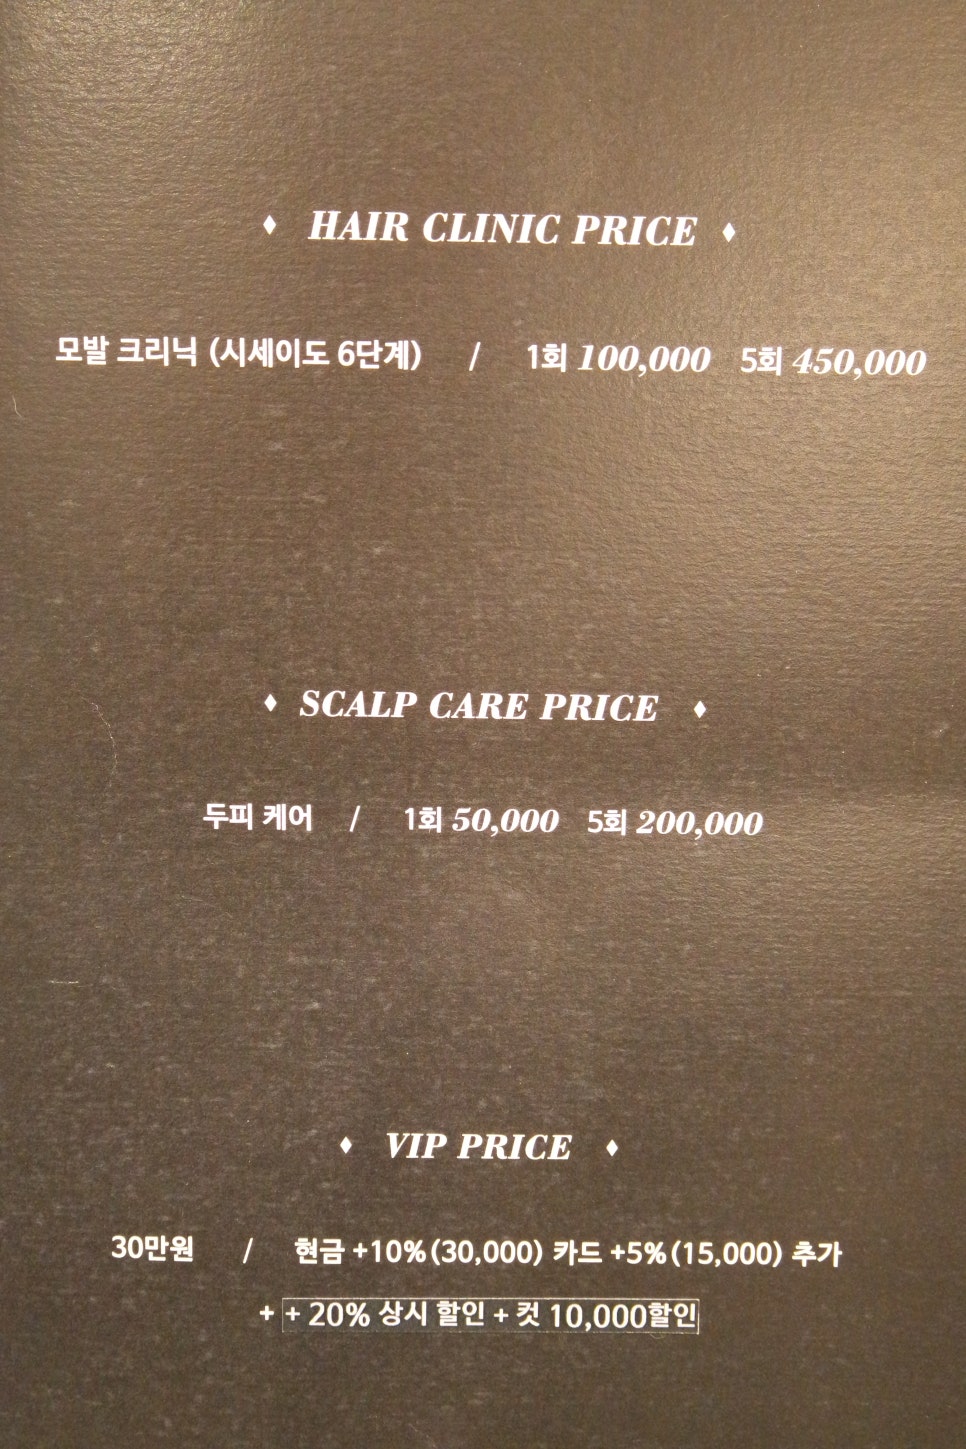 ♦ HAIR CLINIC PRICE ♦
모발 크리닉 (시세이도 6단계) / 1회 100,000 5회 450,000
♦ SCALP CARE PRICE ♦
두피 케어 / 1회 50,000 5회 200,000
♦ VIP PRICE ♦
30만원 / 현금 +10%(30,000) 카드 +5%(15,000) 추가
+ + 20% 상시 할인 + 컷 10,000할인